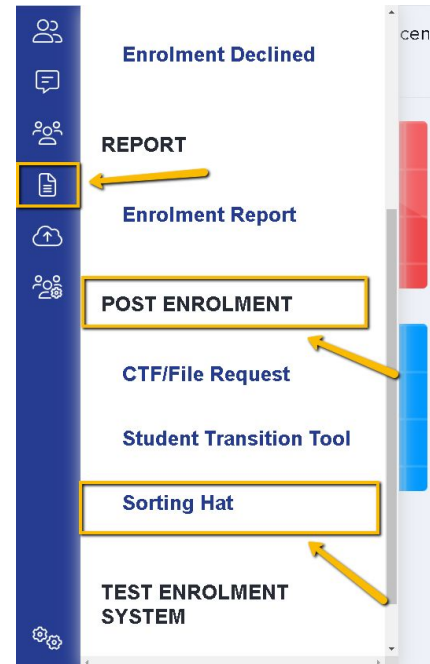 cen
Enrolment Declined
REPORT
Enrolment Report
POST ENROLMENT
CTF/File Request
Student Transition Tool
Sorting Hat
TEST ENROLMENT
SYSTEM